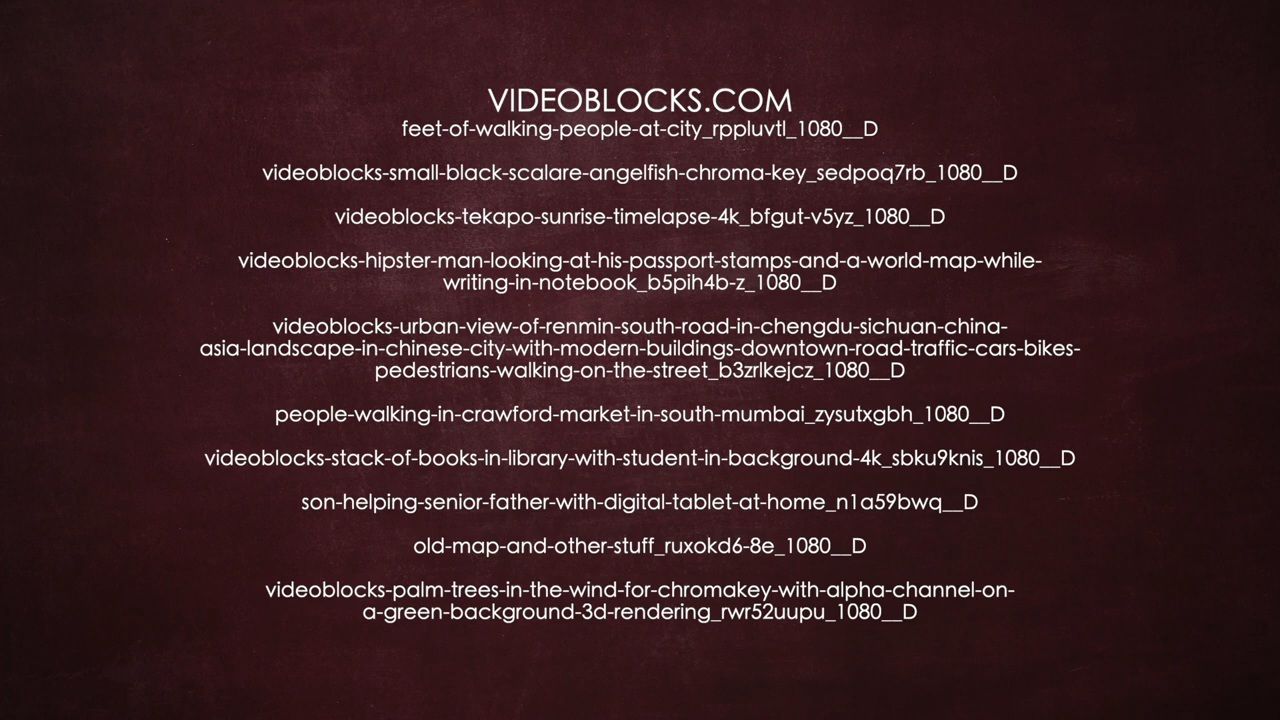 VIDEOBLOCKS.COM
feet-of-walking-people-at-city_rppluvtl_1080__D
videoblocks-small-black-scalare-angelfish-chroma-key_sedpoq7rb_1080__D
videoblocks-tekapo-sunrise-timelapse-4k_bfgut-v5yz_1080__D
videoblocks-hipster-man-looking-at-his-passport-stamps-and-a-world-map-while-
writing-in-notebook_b5pih4b-z_1080__D
videoblocks-urban-view-of-renmin-south-road-in-chengdu-sichuan-china-
asia-landscape-in-chinese-city-with-modern-buildings-downtown-road-traffic-cars-bikes-
pedestrians-walking-on-the-street_b3zrlkejcz_1080__D
people-walking-in-crawford-market-in-south-mumbai_zysutxgbh_1080__D
videoblocks-stack-of-books-in-library-with-student-in-background-4k_sbku9knis_1080__D
son-helping-senior-father-with-digital-tablet-at-home_n1a59bwq__D
old-map-and-other-stuff_ruxokd6-8e_1080__D
videoblocks-palm-trees-in-the-wind-for-chromakey-with-alpha-channel-on-
a-green-background-3d-rendering_rwr52uupu_1080__D